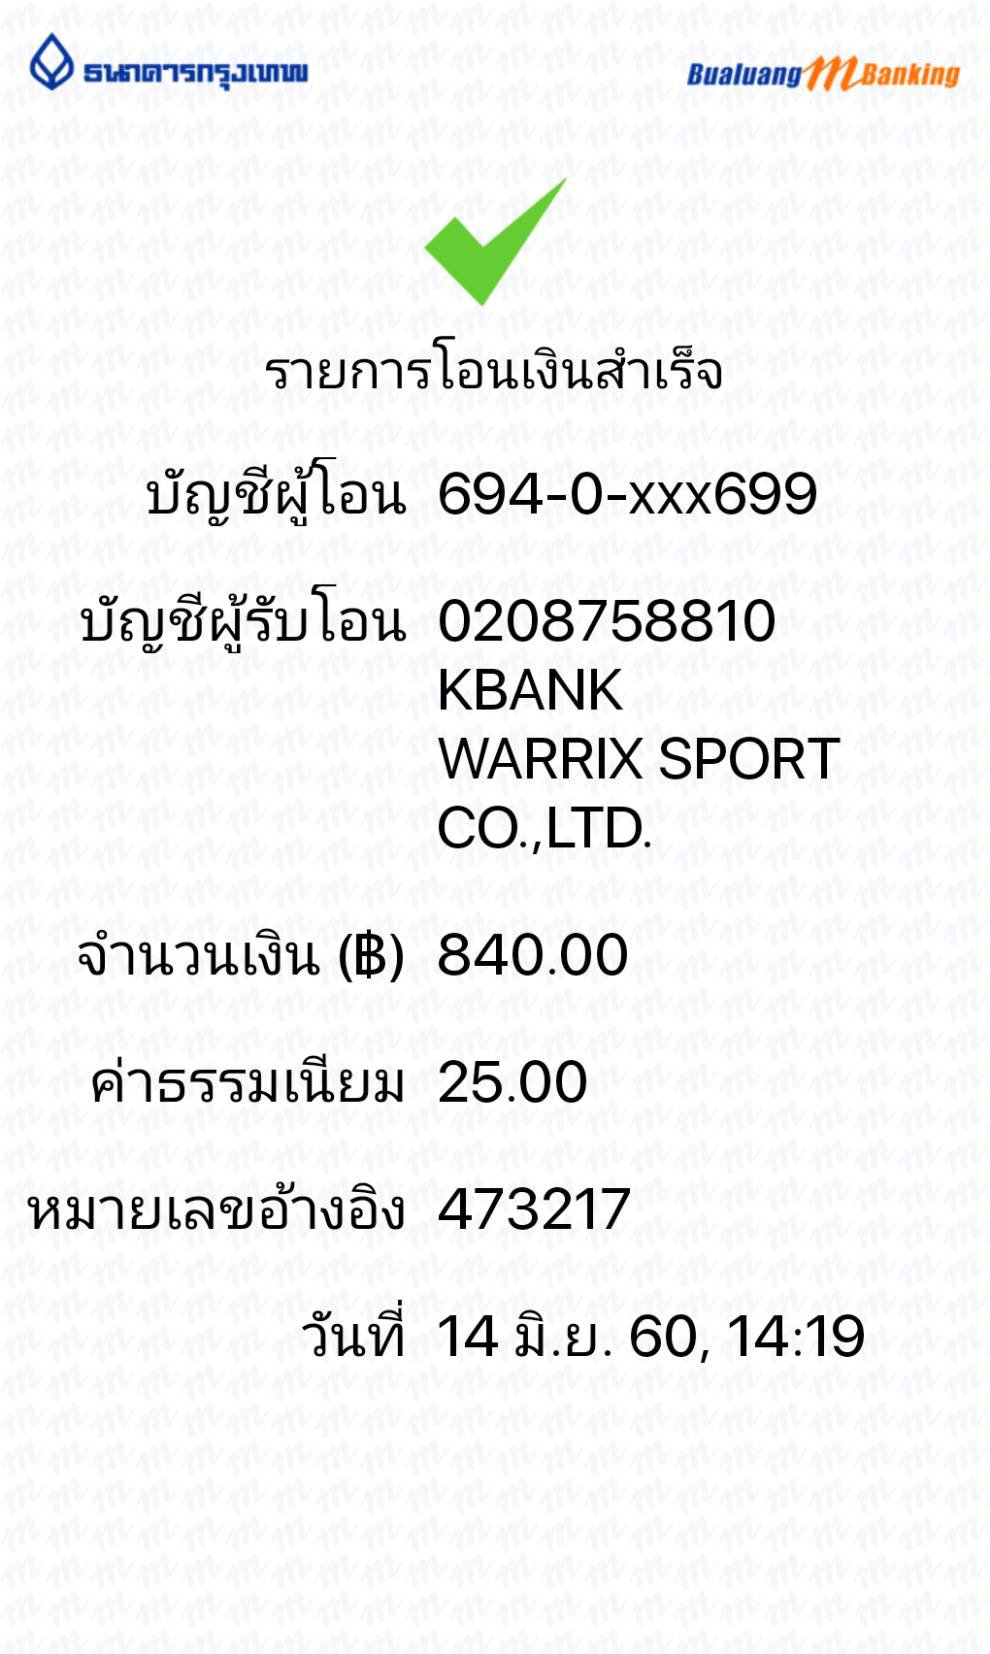 ธนาคารกรุงเทพ
Bualuang mBanking
รายการโอนเงินสำเร็จ
บัญชีผู้โอน 694-0-xxx699
บัญชีผู้รับโอน 0208758810
KBANK
WARRIX SPORT
CO.,LTD.
จำนวนเงิน (฿) 840.00
ค่าธรรมเนียม 25.00
หมายเลขอ้างอิง 473217
วันที่ 14 มิ.ย. 60, 14:19